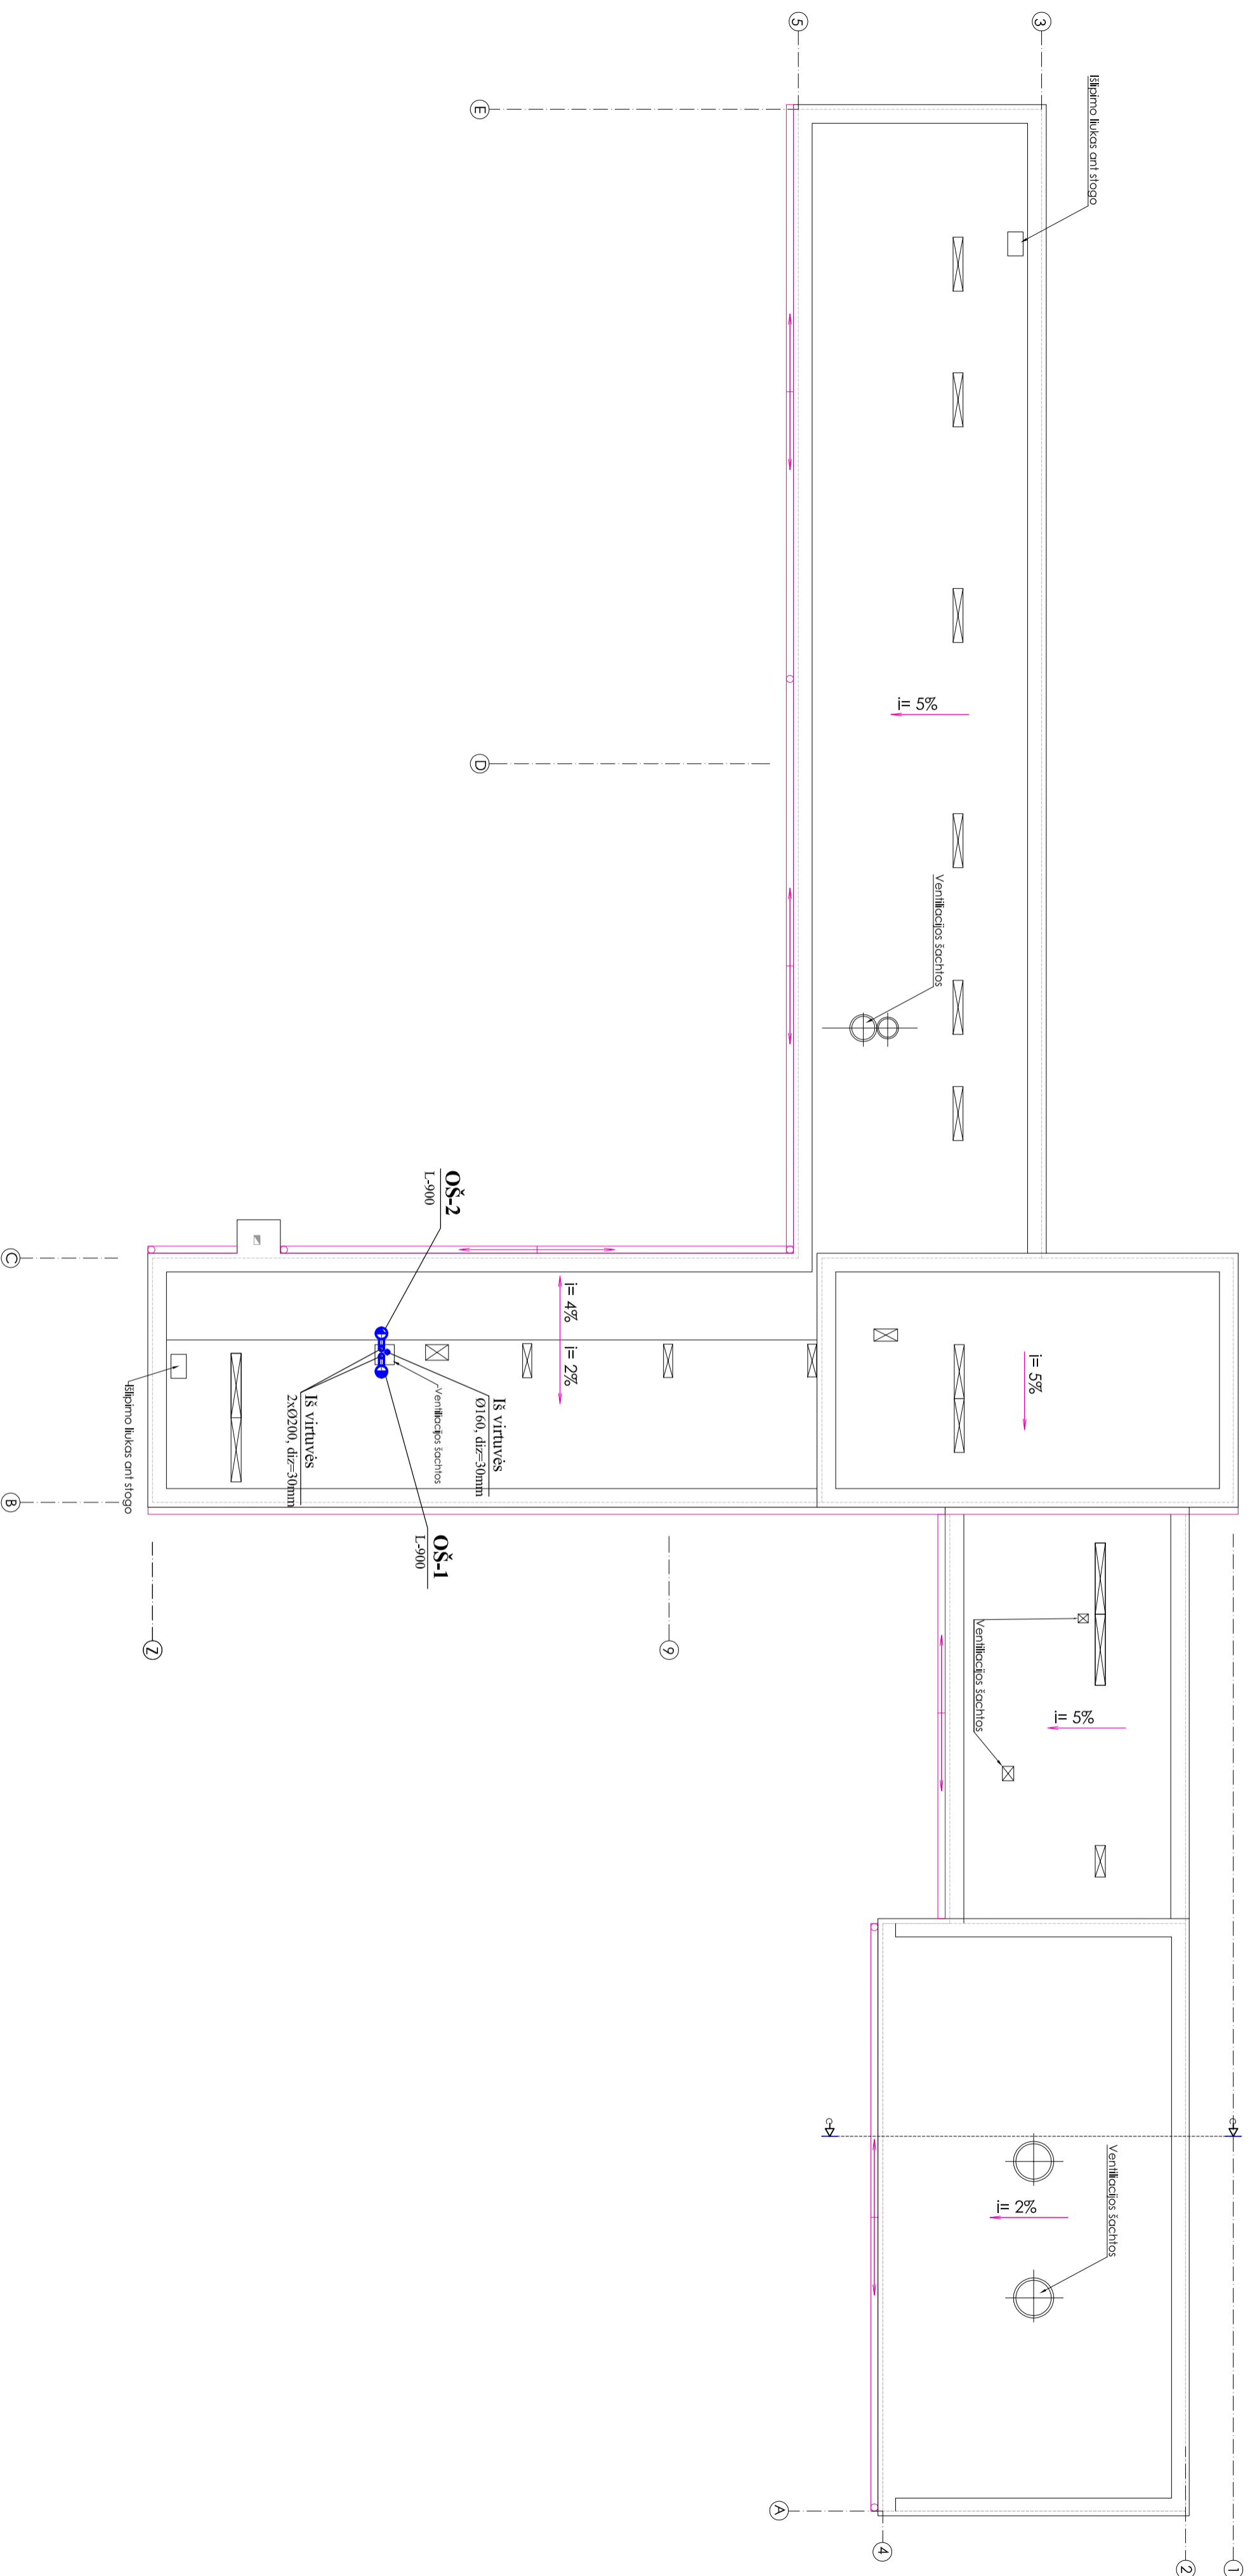 5
3
E
Išlipimo liukas ant stogo
i= 5%
D
Ventiliacijos šachtos
OŠ-2
L-900
C
i= 4%
i= 2%
i= 5%
Iš virtuvės
Ø160, diz=30mm
Ventiliacijos šachtos
Iš virtuvės
2xØ200, diz=30mm
Išlipimo liukas ant stogo
B
OŠ-1
L-900
7
6
Ventiliacijos šachtos
i= 5%
C
C
Ventiliacijos šachtos
i= 2%
A
4
2
1